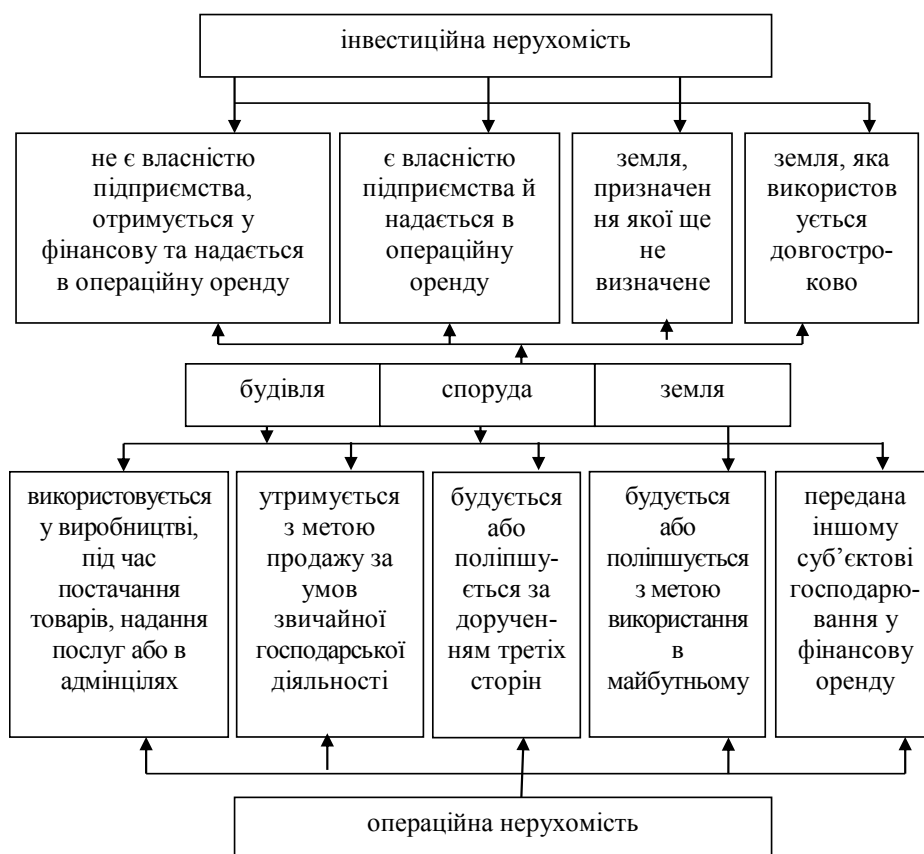 інвестиційна нерухомість
не є власністю
підприємства,
отримується у
фінансову та надається
в операційну оренду
є власністю
підприємства й
надається в
операційну
оренду
земля,
призначен
ня якої ще
не
визначене
земля, яка
використов
ується
довгостро-
ково
будівля
споруда
земля
використовується
у виробництві,
під час
постачання
товарів, надання
послуг або в
адмінцілях
утримується
з метою
продажу за
умов
звичайної
господарської
діяльності
будується
або
поліпшу-
ється за
доручен-
ням третіх
сторін
будується
або
поліпшується
з метою
використання
в
майбутньому
передана
іншому
суб’єктові
господарю-
вання у
фінансову
оренду
операційна нерухомість